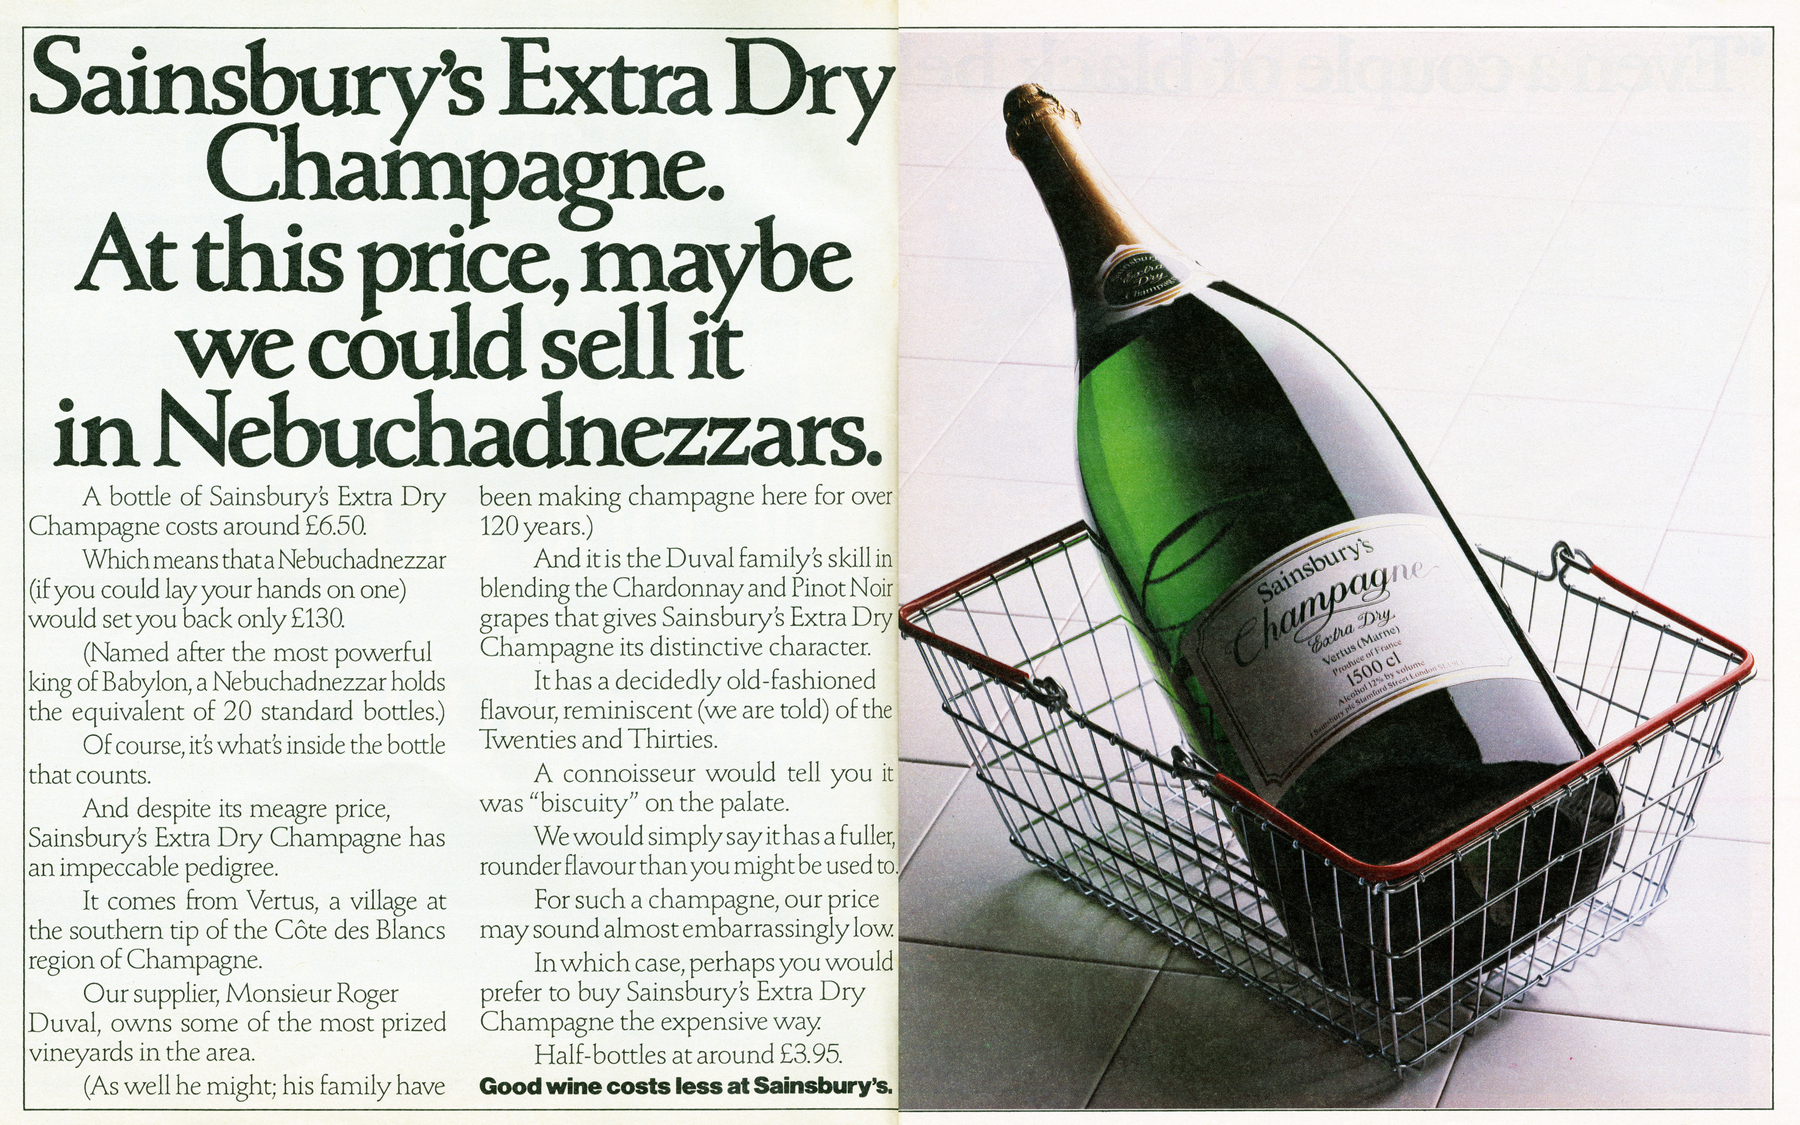 Sainsbury's Extra Dry
Champagne.
At this price, maybe
we could sell it
in Nebuchadnezzars.
A bottle of Sainsbury's Extra Dry
Champagne costs around £6.50.
Which means that a Nebuchadnezzar
(if you could lay your hands on one)
would set you back only £130.
(Named after the most powerful
king of Babylon, a Nebuchadnezzar holds
the equivalent of 20 standard bottles.)
Of course, it's what's inside the bottle
that counts.
And despite its meagre price,
Sainsbury's Extra Dry Champagne has
an impeccable pedigree.
It comes from Vertus, a village at
the southern tip of the Côte des Blancs
region of Champagne.
Our supplier, Monsieur Roger
Duval, owns some of the most prized
vineyards in the area.
(As well he might; his family have
been making champagne here for over
120 years.)
And it is the Duval family's skill in
blending the Chardonnay and Pinot Noir
grapes that gives Sainsbury's Extra Dry
Champagne its distinctive character.
It has a decidedly old-fashioned
flavour, reminiscent (we are told) of the
Twenties and Thirties.
A connoisseur would tell you it
was "biscuity" on the palate.
We would simply say it has a fuller,
rounder flavour than you might be used to.
For such a champagne, our price
may sound almost embarrassingly low.
In which case, perhaps you would
prefer to buy Sainsbury's Extra Dry
Champagne the expensive way.
Half-bottles at around £3.95.
Good wine costs less at Sainsbury's.
Sainsbury's
Extra
Dry
Champagne
Sainsbury's
Champagne
Extra Dry
Vertus (Marne)
Produce of France
1500 cl
Alcohol 12% by volume
J Sainsbury plc Stamford Street London